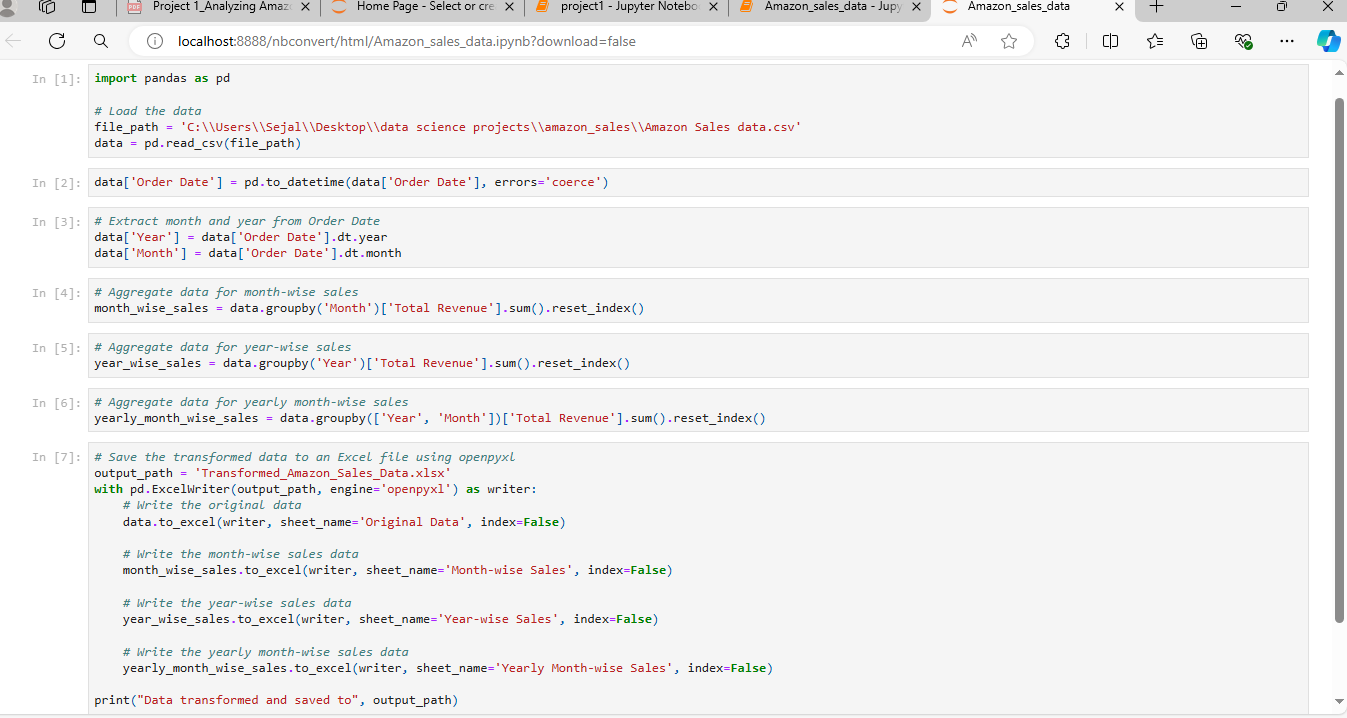 Project 1_Analyzing Amaz
Home Page - Select or cre
project1 - Jupyter Notebo
Amazon_sales_data - Jupy
Amazon_sales_data
localhost:8888/nbconvert/html/Amazon_sales_data.ipynb?download=false
In [1]: import pandas as pd
# Load the data
file_path = 'C:\\Users\\Sejal\\Desktop\\data science projects\\amazon_sales\\Amazon Sales data.csv'
data = pd.read_csv(file_path)
In [2]: data['Order Date'] = pd.to_datetime(data['Order Date'], errors='coerce')
In [3]: # Extract month and year from Order Date
data['Year'] = data['Order Date'].dt.year
data['Month'] = data['Order Date'].dt.month
In [4]: # Aggregate data for month-wise sales
month_wise_sales = data.groupby('Month')['Total Revenue'].sum().reset_index()
In [5]: # Aggregate data for year-wise sales
year_wise_sales = data.groupby('Year')['Total Revenue'].sum().reset_index()
In [6]: # Aggregate data for yearly month-wise sales
yearly_month_wise_sales = data.groupby(['Year', 'Month'])['Total Revenue'].sum().reset_index()
In [7]: # Save the transformed data to an Excel file using openpyxl
output_path = 'Transformed_Amazon_Sales_Data.xlsx'
with pd.ExcelWriter(output_path, engine='openpyxl') as writer:
# Write the original data
data.to_excel(writer, sheet_name='Original Data', index=False)
# Write the month-wise sales data
month_wise_sales.to_excel(writer, sheet_name='Month-wise Sales', index=False)
# Write the year-wise sales data
year_wise_sales.to_excel(writer, sheet_name='Year-wise Sales', index=False)
# Write the yearly month-wise sales data
yearly_month_wise_sales.to_excel(writer, sheet_name='Yearly Month-wise Sales', index=False)
print("Data transformed and saved to", output_path)